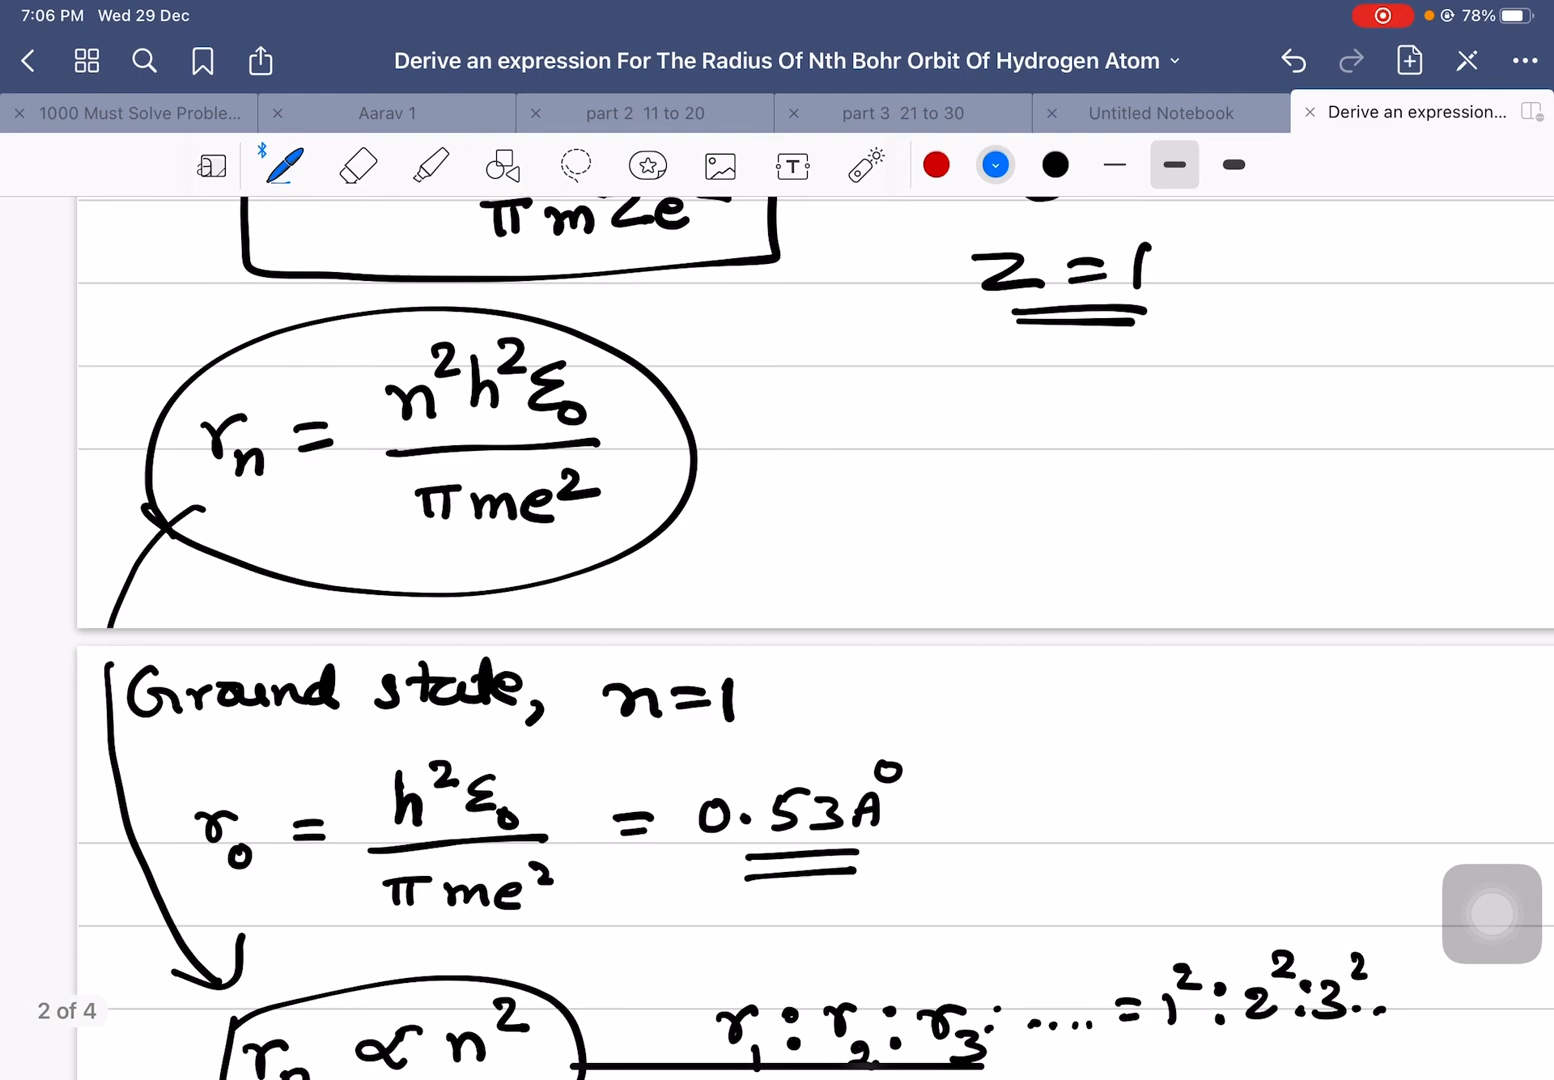 7:06 PM Wed 29 Dec
78%
Derive an expression For The Radius Of Nth Bohr Orbit Of Hydrogen Atom
1000 Must Solve Proble...
Aarav 1
part 2 11 to 20
part 3 21 to 30
Untitled Notebook
Derive an expression...
T
π m Z e
Z = 1
rₙ = n²h²ε₀ / πme²
Ground state, n=1
r₀ = h²ε₀ / πme² = 0.53A⁰
2 of 4
rₙ ∝ n²
r₁ : r₂ : r₃ : .... = 1² : 2² : 3² ..